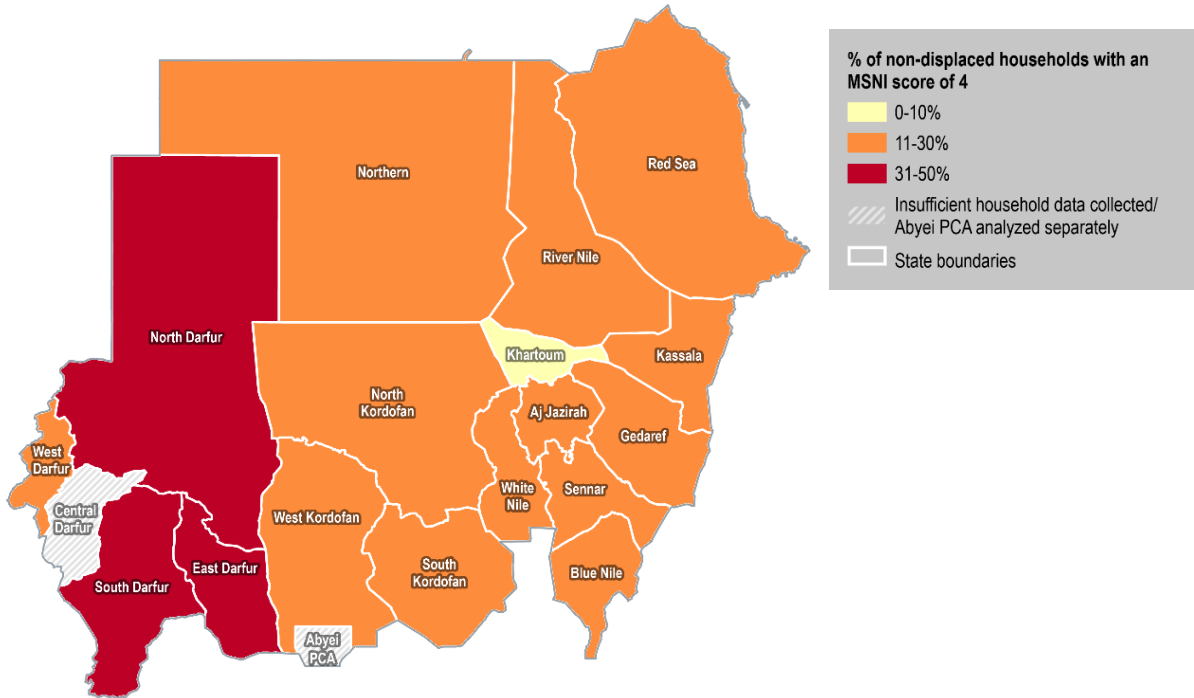 % of non-displaced households with an
MSNI score of 4
0-10%
11-30%
31-50%
Insufficient household data collected/
Abyei PCA analyzed separately
State boundaries
Northern
Red Sea
River Nile
North Darfur
Khartoum
Kassala
North
Kordofan
Aj Jazirah
Gedaref
West
Darfur
White
Nile
Sennar
Central
Darfur
West Kordofan
South
Kordofan
Blue Nile
East Darfur
South Darfur
Abyei
PCA